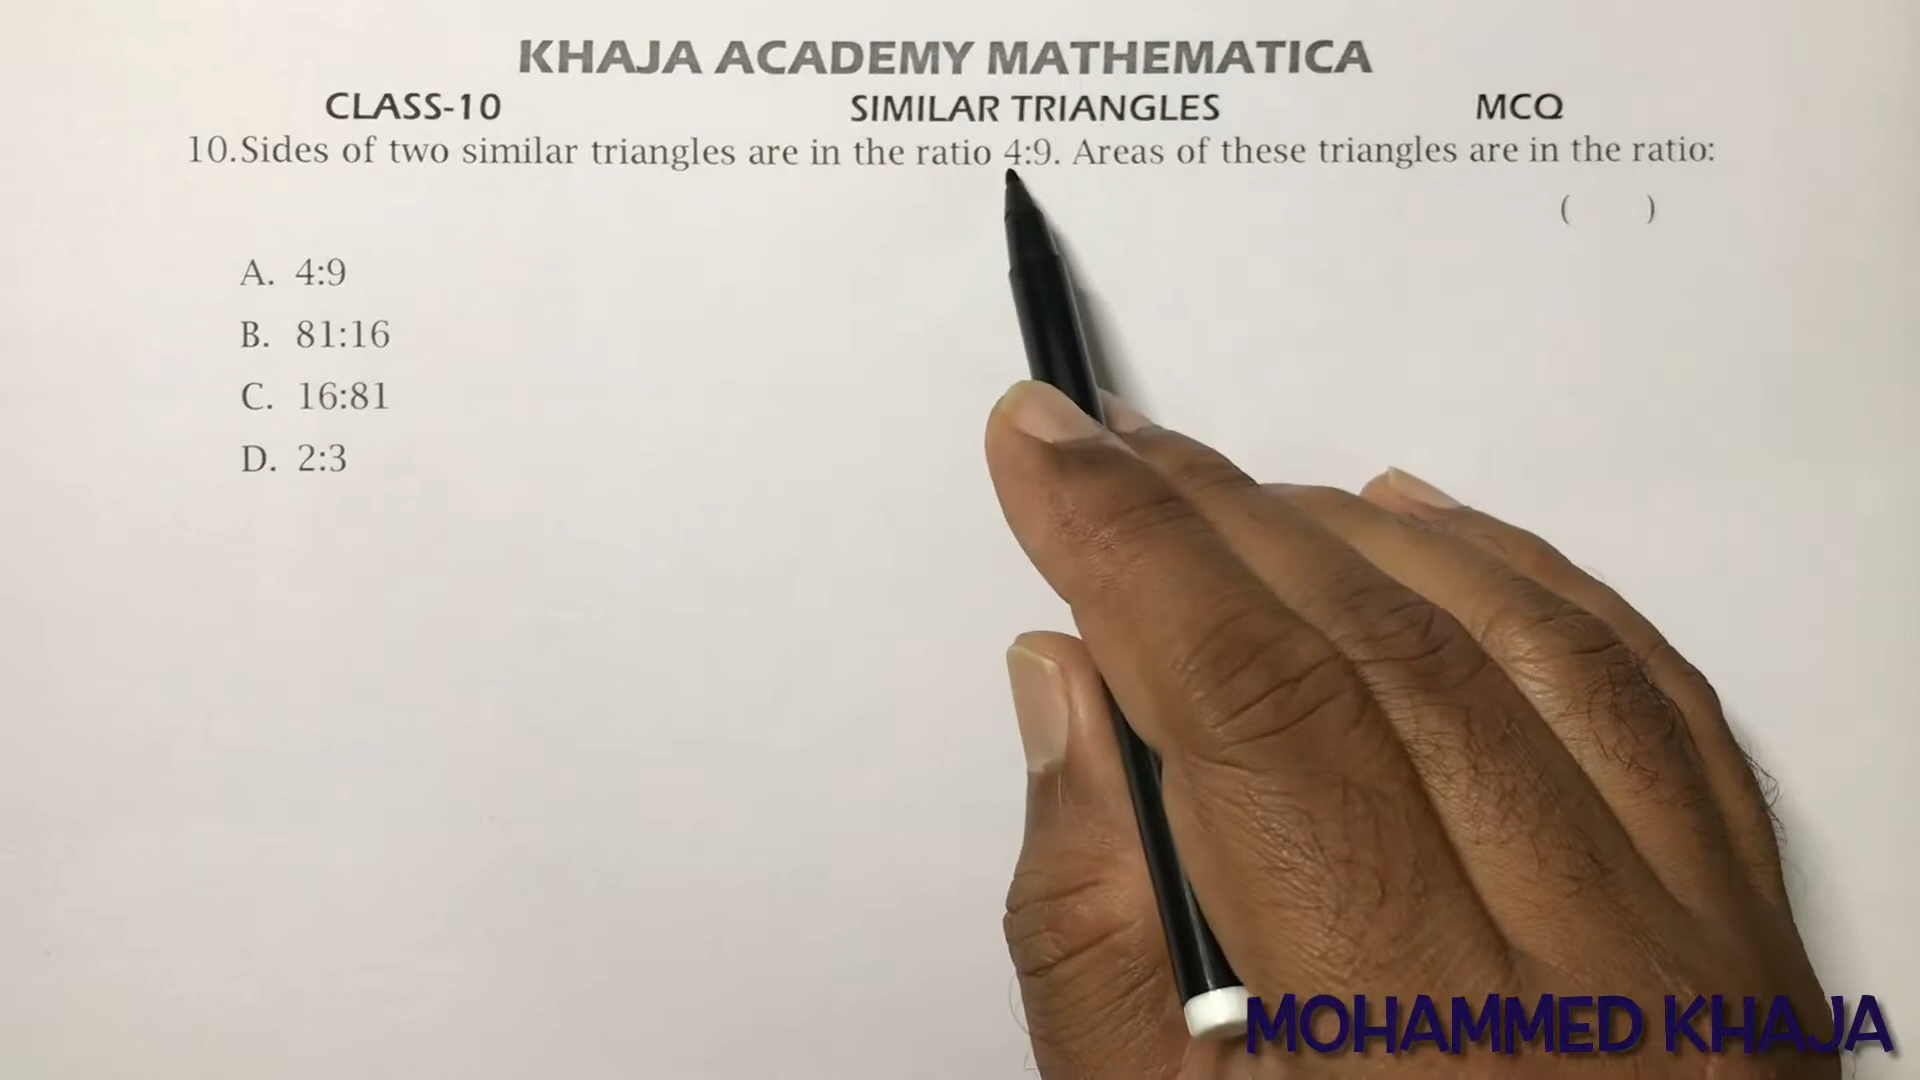 KHAJA ACADEMY MATHEMATICA
CLASS-10 SIMILAR TRIANGLES MCQ
10.Sides of two similar triangles are in the ratio 4:9. Areas of these triangles are in the ratio:
( )
A. 4:9
B. 81:16
C. 16:81
D. 2:3
MOHAMMED KHAJA